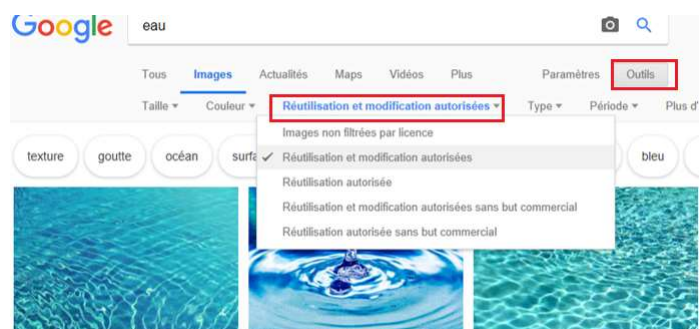 Google eau
Tous Images Actualités Maps Vidéos Plus Paramètres Outils
Taille Couleur Réutilisation et modification autorisées Type Période Plus d'
Images non filtrées par licence
texture goutte océan surfa ✓ Réutilisation et modification autorisées bleu
Réutilisation autorisée
Réutilisation et modification autorisées sans but commercial
Réutilisation autorisée sans but commercial